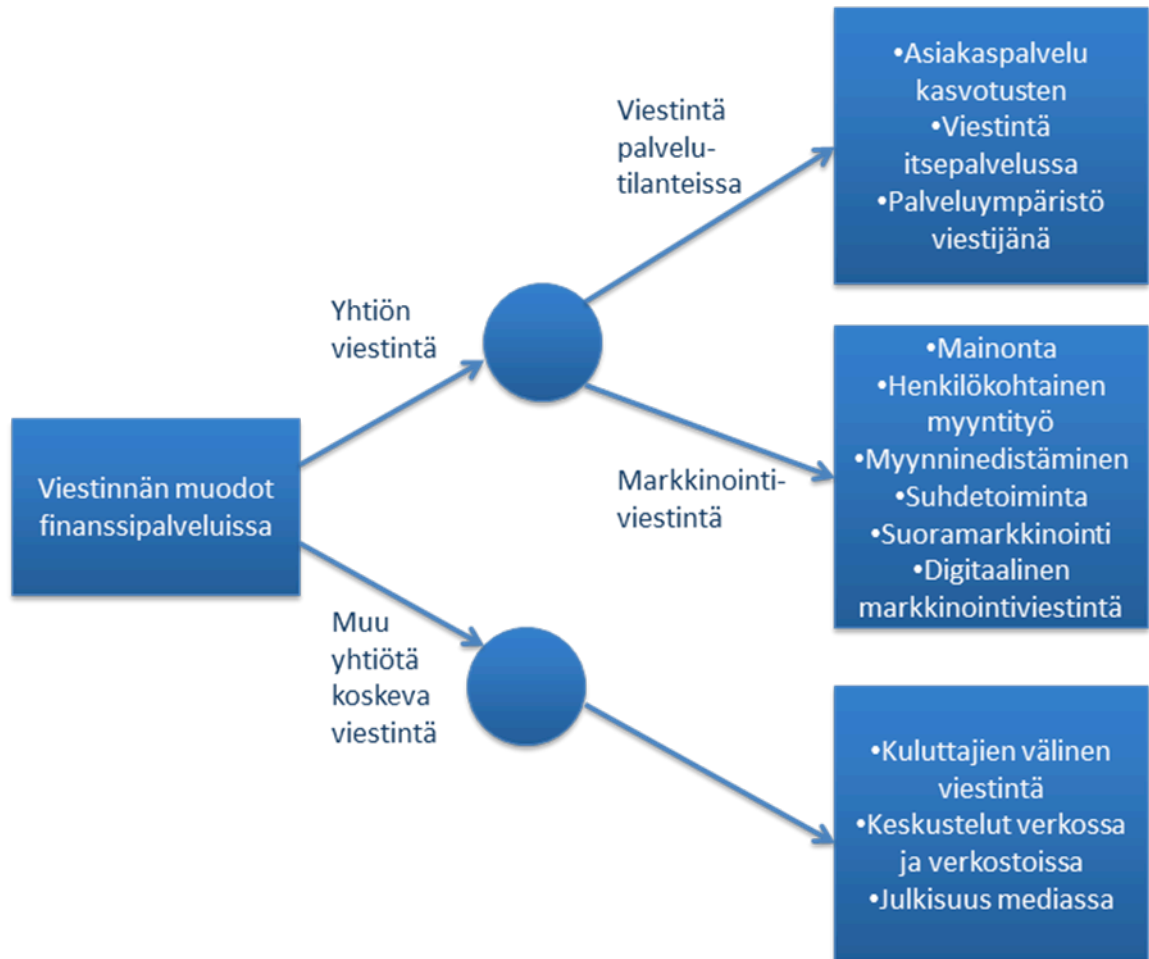 Viestinnän muodot
finanssipalveluissa
Yhtiön
viestintä
Viestintä
palvelu-
tilanteissa
•Asiakaspalvelu
kasvotusten
•Viestintä
itsepalvelussa
•Palveluympäristö
viestijänä
Markkinointi-
viestintä
•Mainonta
•Henkilökohtainen
myyntityö
•Myynninedistäminen
•Suhdetoiminta
•Suoramarkkinointi
•Digitaalinen
markkinointiviestintä
Muu
yhtiötä
koskeva
viestintä
•Kuluttajien välinen
viestintä
•Keskustelut verkossa
ja verkostoissa
•Julkisuus mediassa